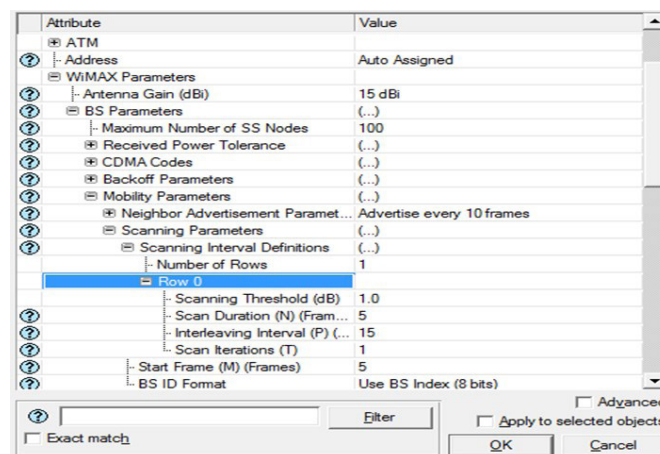 Attribute Value
ATM
Address Auto Assigned
WiMAX Parameters
Antenna Gain (dBi) 15 dBi
BS Parameters (...)
Maximum Number of SS Nodes 100
Received Power Tolerance (...)
CDMA Codes (...)
Backoff Parameters (...)
Mobility Parameters (...)
Neighbor Advertisement Paramet... Advertise every 10 frames
Scanning Parameters (...)
Scanning Interval Definitions (...)
Number of Rows 1
Row 0
Scanning Threshold (dB) 1.0
Scan Duration (N) (Fram... 5
Interleaving Interval (P) (... 15
Scan Iterations (T) 1
Start Frame (M) (Frames) 5
BS ID Format Use BS Index (8 bits)
Advanced
Filter Apply to selected objects
Exact match
OK Cancel